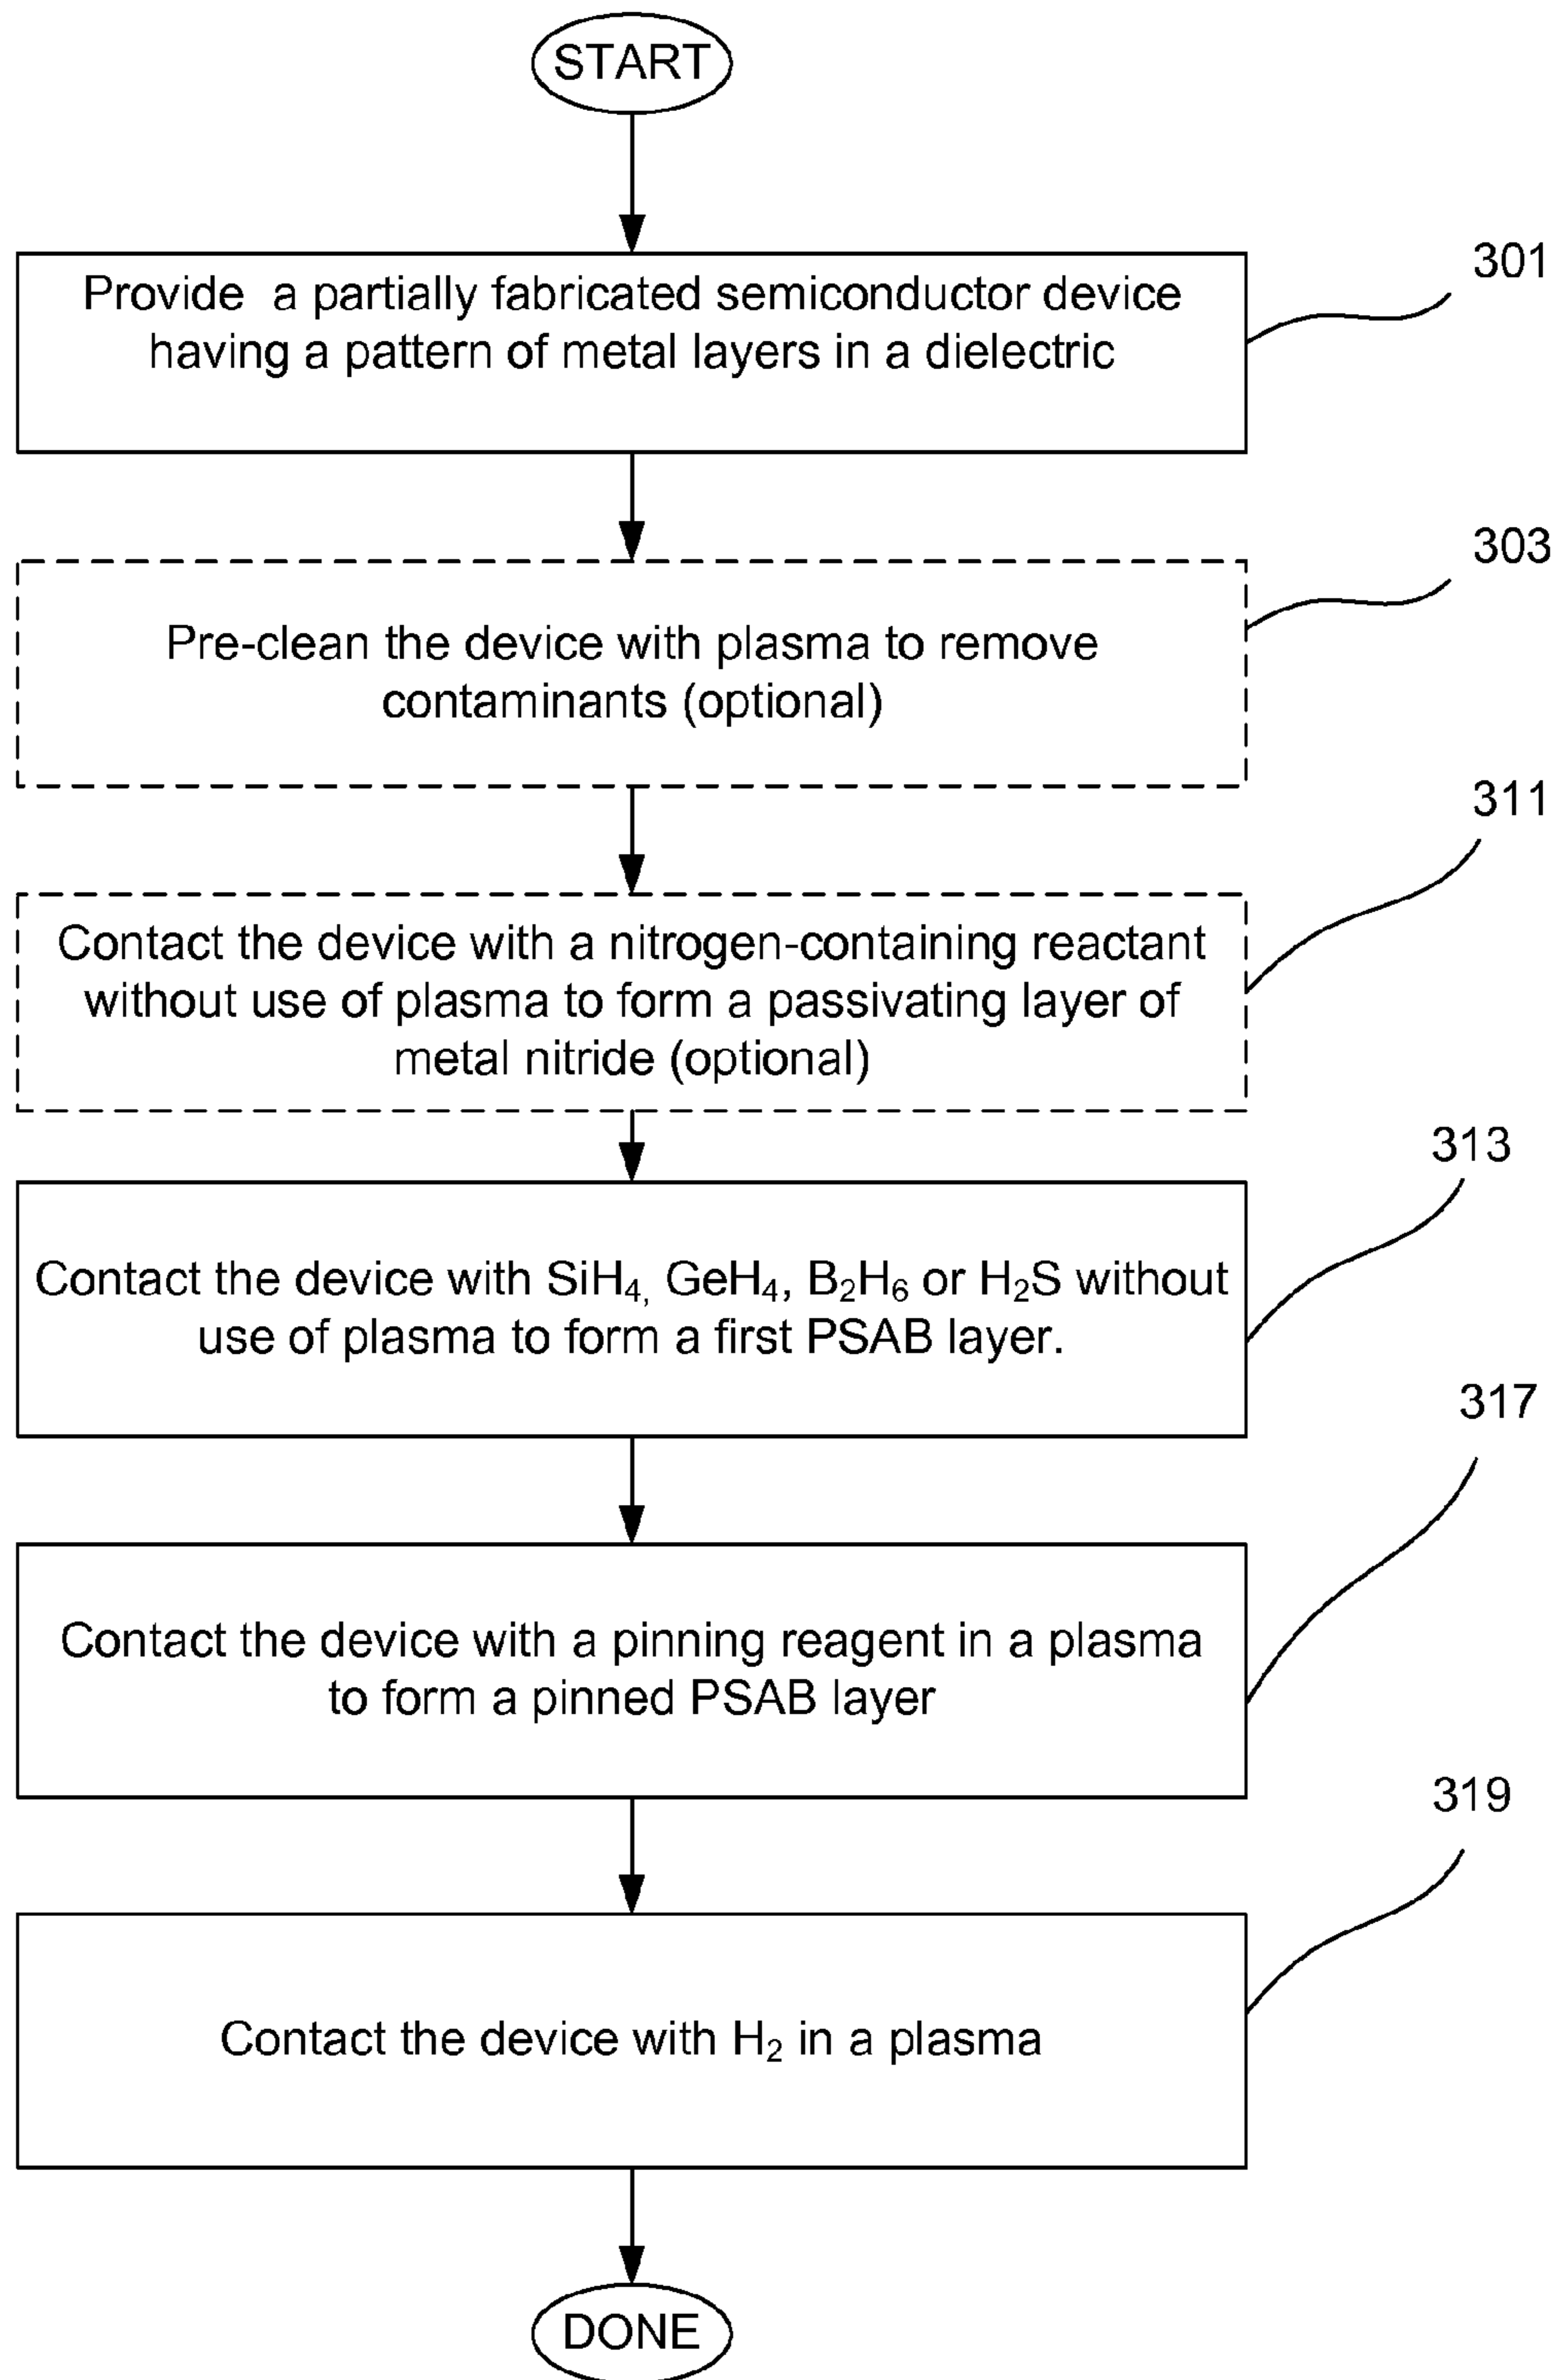 START
Provide a partially fabricated semiconductor device
having a pattern of metal layers in a dielectric
301
Pre-clean the device with plasma to remove
contaminants (optional)
303
Contact the device with a nitrogen-containing reactant
without use of plasma to form a passivating layer of
metal nitride (optional)
311
Contact the device with SiH₄, GeH₄, B₂H₆ or H₂S without
use of plasma to form a first PSAB layer.
313
Contact the device with a pinning reagent in a plasma
to form a pinned PSAB layer
317
Contact the device with H₂ in a plasma
319
DONE